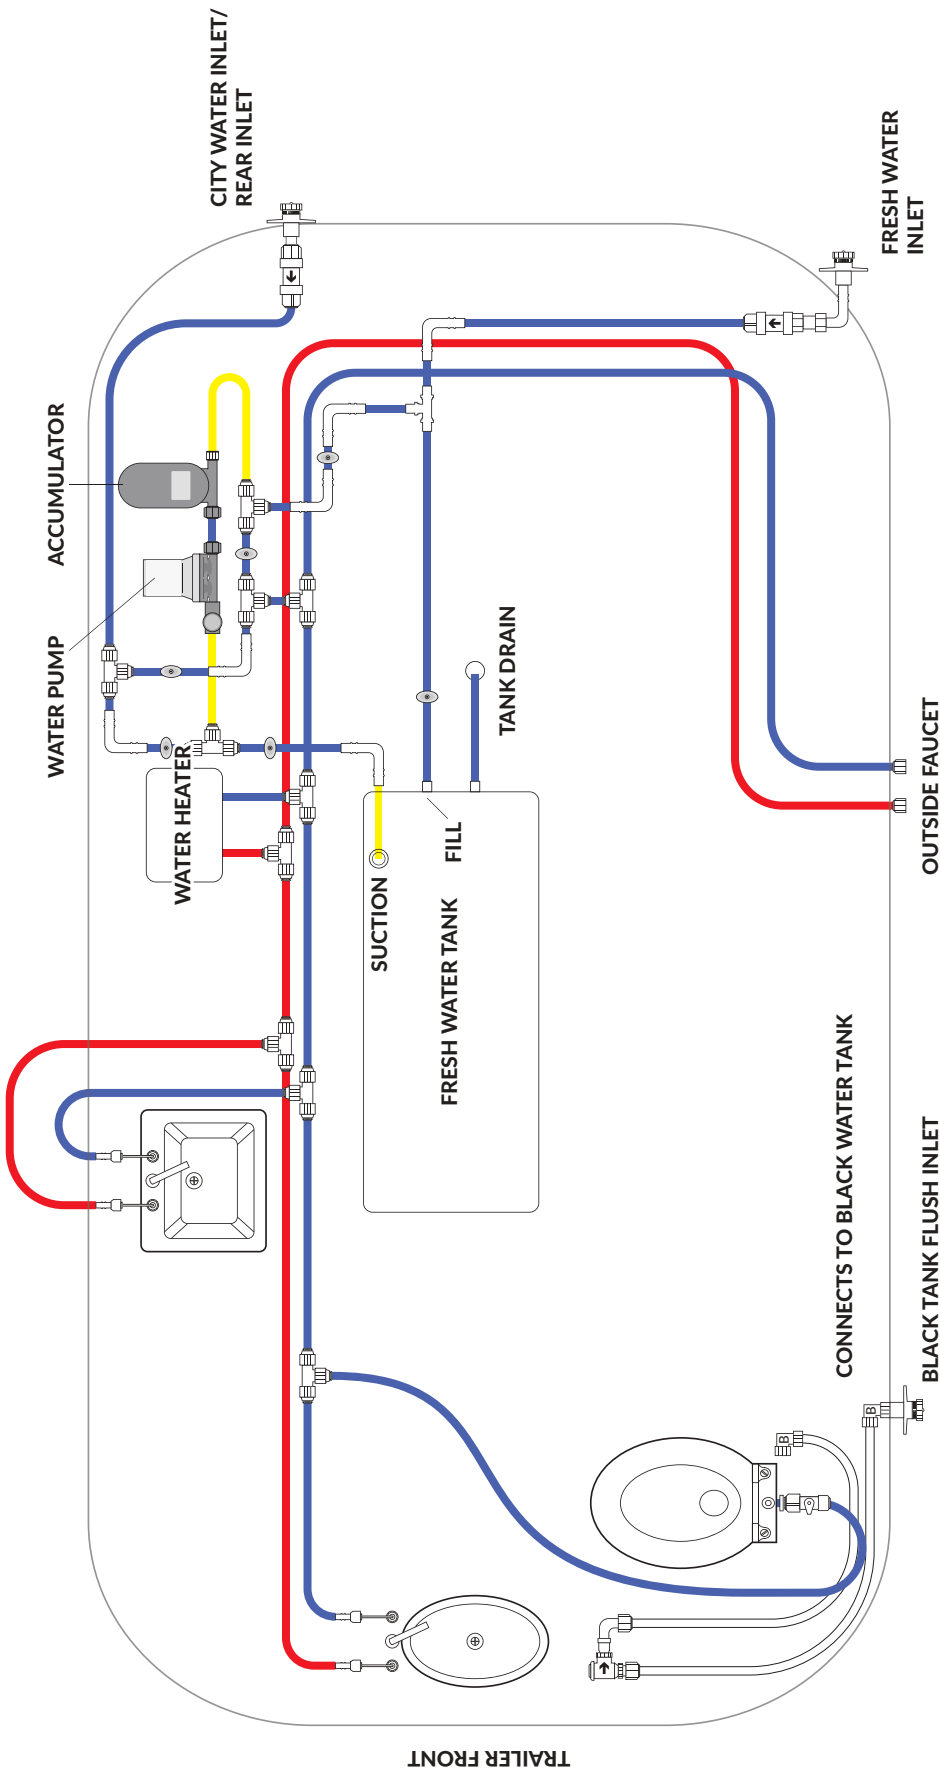 CITY WATER INLET/
REAR INLET
FRESH WATER
INLET
ACCUMULATOR
WATER PUMP
WATER HEATER
TANK DRAIN
FILL
SUCTION
FRESH WATER TANK
OUTSIDE FAUCET
CONNECTS TO BLACK WATER TANK
BLACK TANK FLUSH INLET
B
B
TRAILER FRONT